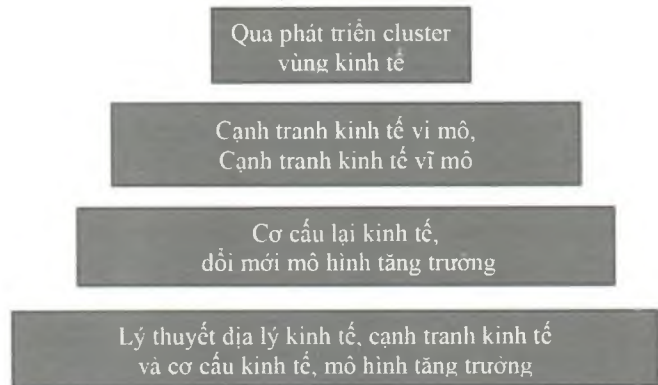 Qua phát triển cluster
vùng kinh tế
Cạnh tranh kinh tế vi mô,
Cạnh tranh kinh tế vĩ mô
Cơ cấu lại kinh tế,
đổi mới mô hình tăng trưởng
Lý thuyết địa lý kinh tế, cạnh tranh kinh tế
và cơ cấu kinh tế, mô hình tăng trưởng